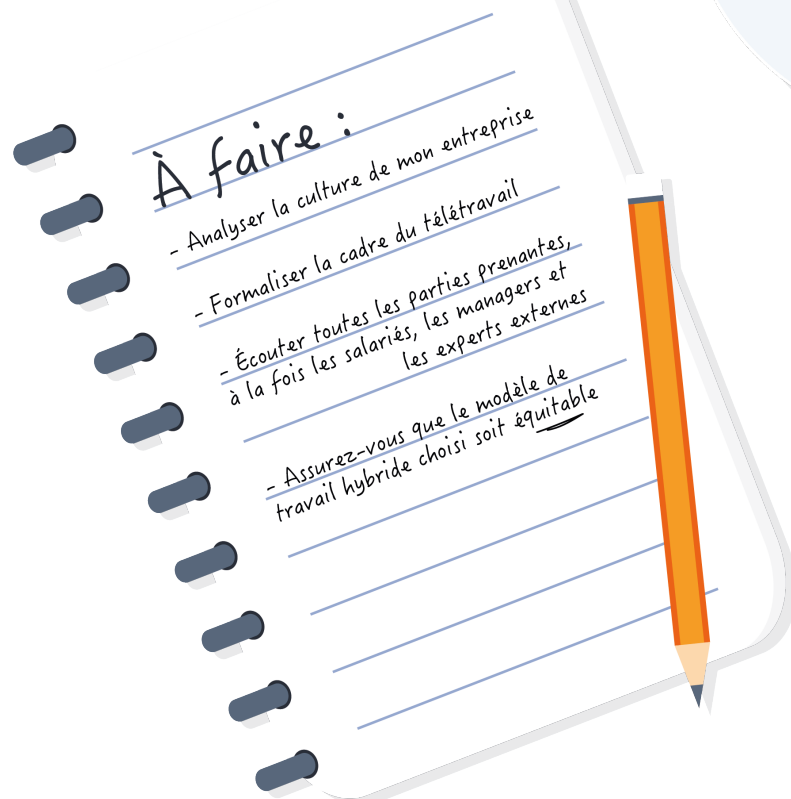 À faire :
- Analyser la culture de mon entreprise
- Formaliser la cadre du télétravail
- Écouter toutes les parties prenantes,
à la fois les salariés, les managers et
les experts externes
- Assurez-vous que le modèle de
travail hybride choisi soit équitable